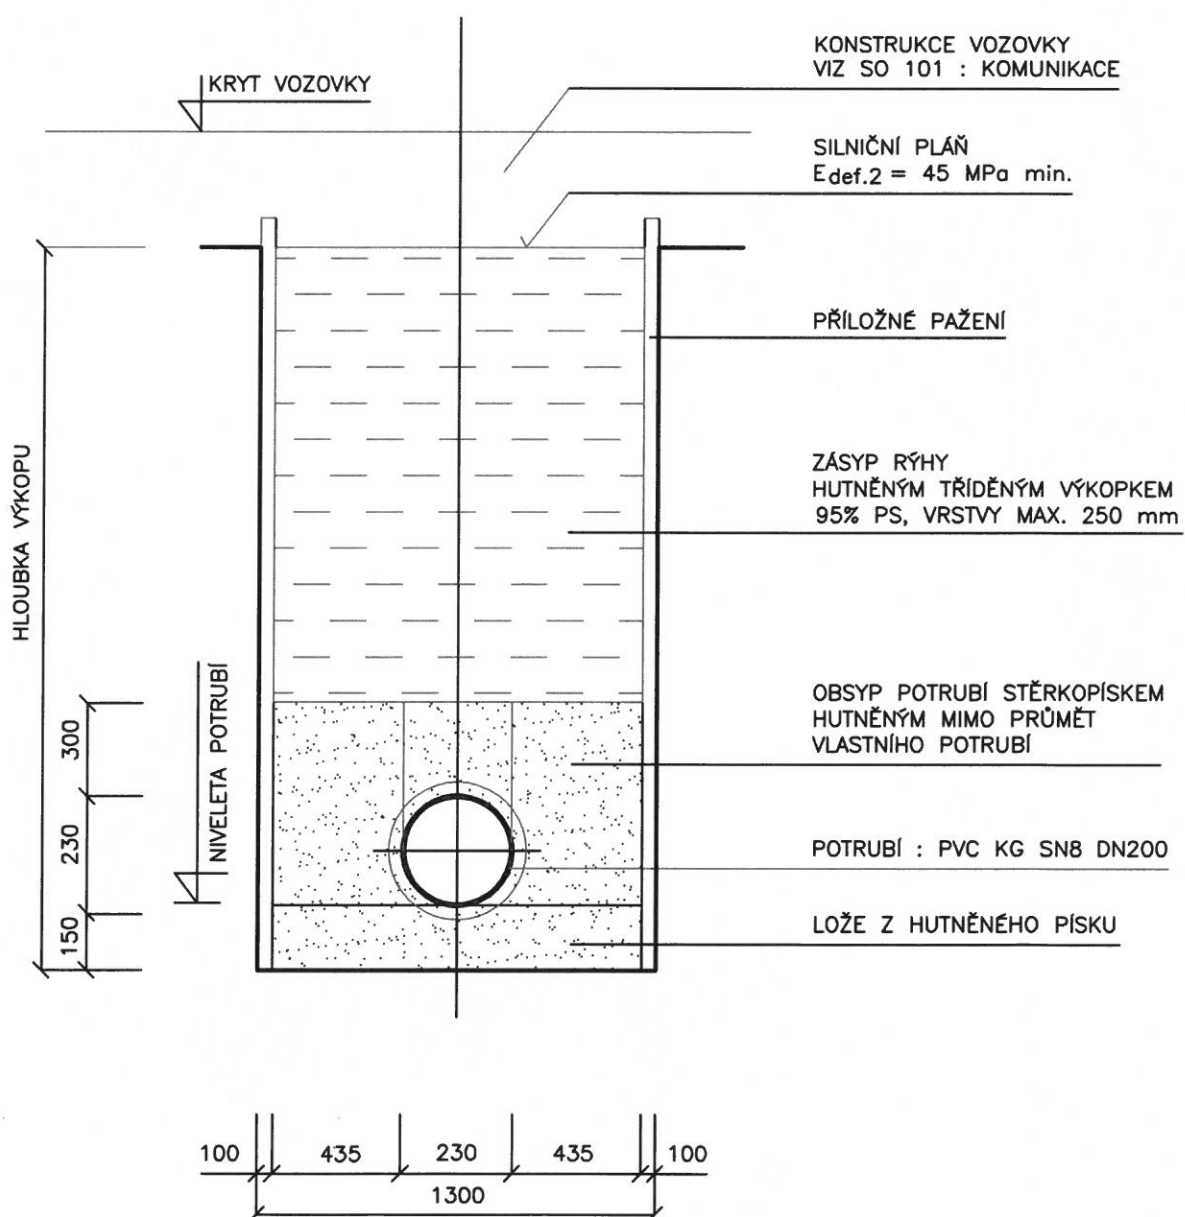 KONSTRUKCE VOZOVKY
VIZ SO 101 : KOMUNIKACE
KRYT VOZOVKY
SILNIČNÍ PLÁŇ
Edef.2 = 45 MPa min.
PŘÍLOŽNÉ PAŽENÍ
ZÁSYP RÝHY
HUTNĚNÝM TŘÍDĚNÝM VÝKOPKEM
95% PS, VRSTVY MAX. 250 mm
HLOUBKA VÝKOPU
NIVELETA POTRUBÍ
OBSYP POTRUBÍ STĚRKOPÍSKEM
HUTNĚNÝM MIMO PRŮMĚT
VLASTNÍHO POTRUBÍ
300
230
150
POTRUBÍ : PVC KG SN8 DN200
LOŽE Z HUTNĚNÉHO PÍSKU
100 435 230 435 100
1300